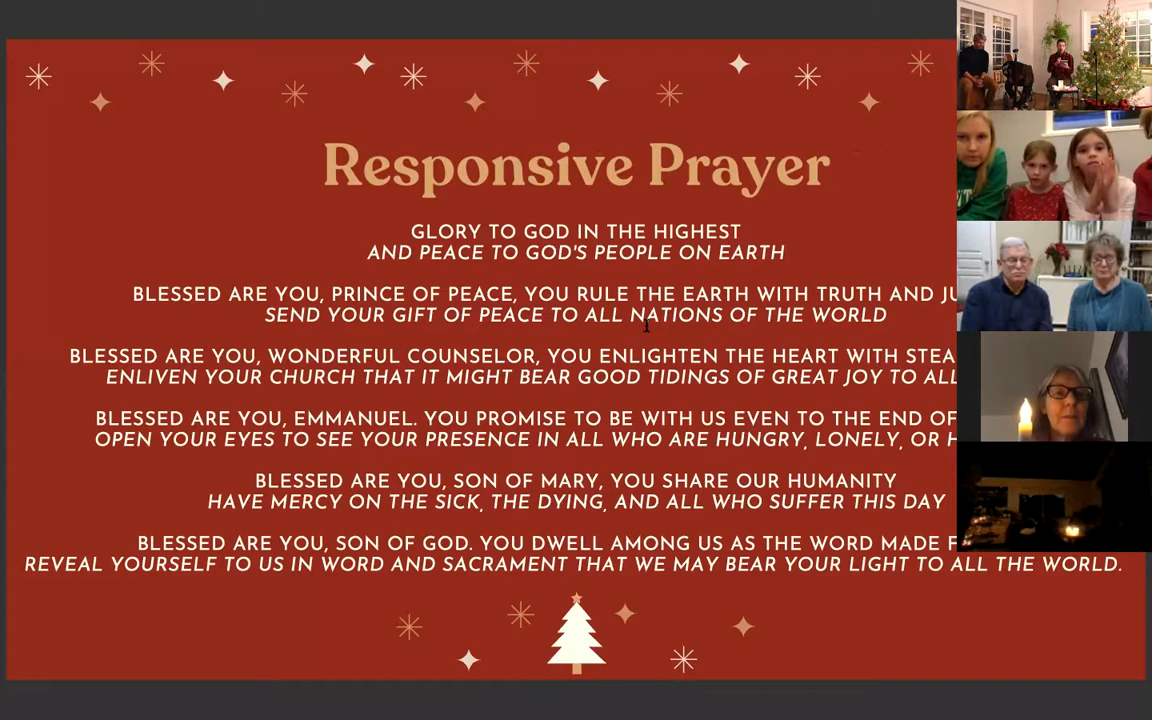 Responsive Prayer
GLORY TO GOD IN THE HIGHEST
AND PEACE TO GOD'S PEOPLE ON EARTH
BLESSED ARE YOU, PRINCE OF PEACE, YOU RULE THE EARTH WITH TRUTH AND
SEND YOUR GIFT OF PEACE TO ALL NATIONS OF THE WORLD
BLESSED ARE YOU, WONDERFUL COUNSELOR, YOU ENLIGHTEN THE HEART WITH
ENLIVEN YOUR CHURCH THAT IT MIGHT BEAR GOOD TIDINGS OF GREAT JOY TO ALL
BLESSED ARE YOU, EMMANUEL. YOU PROMISE TO BE WITH US EVEN TO THE END OF
OPEN YOUR EYES TO SEE YOUR PRESENCE IN ALL WHO ARE HUNGRY, LONELY, OR
BLESSED ARE YOU, SON OF MARY, YOU SHARE OUR HUMANITY
HAVE MERCY ON THE SICK, THE DYING, AND ALL WHO SUFFER THIS DAY
BLESSED ARE YOU, SON OF GOD. YOU DWELL AMONG US AS THE WORD MADE
REVEAL YOURSELF TO US IN WORD AND SACRAMENT THAT WE MAY BEAR YOUR LIGHT TO ALL THE WORLD.